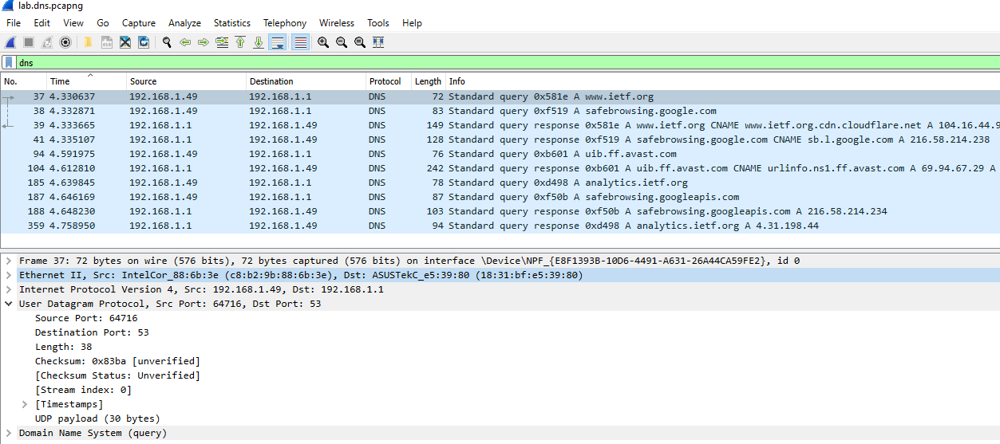 lab.dns.pcapng
File Edit View Go Capture Analyze Statistics Telephony Wireless Tools Help
dns
No. Time Source Destination Protocol Length Info
37 4.330637 192.168.1.49 192.168.1.1 DNS 72 Standard query 0x581e A www.ietf.org
38 4.332871 192.168.1.49 192.168.1.1 DNS 83 Standard query 0xf519 A safebrowsing.google.com
39 4.333665 192.168.1.1 192.168.1.49 DNS 149 Standard query response 0x581e A www.ietf.org CNAME www.ietf.org.cdn.cloudflare.net A 104.16.44.9
41 4.335107 192.168.1.1 192.168.1.49 DNS 128 Standard query response 0xf519 A safebrowsing.google.com CNAME sb.l.google.com A 216.58.214.238
94 4.591975 192.168.1.49 192.168.1.1 DNS 76 Standard query 0xb601 A uib.ff.avast.com
104 4.612810 192.168.1.1 192.168.1.49 DNS 242 Standard query response 0xb601 A uib.ff.avast.com CNAME urlinfo.ns1.ff.avast.com A 69.94.67.29 A
185 4.639845 192.168.1.49 192.168.1.1 DNS 78 Standard query 0xd498 A analytics.ietf.org
187 4.646169 192.168.1.49 192.168.1.1 DNS 87 Standard query 0xf50b A safebrowsing.googleapis.com
188 4.648230 192.168.1.1 192.168.1.49 DNS 103 Standard query response 0xf50b A safebrowsing.googleapis.com A 216.58.214.234
359 4.758950 192.168.1.1 192.168.1.49 DNS 94 Standard query response 0xd498 A analytics.ietf.org A 4.31.198.44
Frame 37: 72 bytes on wire (576 bits), 72 bytes captured (576 bits) on interface \Device\NPF_{E8F1393B-10D6-4491-A631-26A44CA59FE2}, id 0
Ethernet II, Src: IntelCor_88:6b:3e (c8:b2:9b:88:6b:3e), Dst: ASUSTekC_e5:39:80 (18:31:bf:e5:39:80)
Internet Protocol Version 4, Src: 192.168.1.49, Dst: 192.168.1.1
User Datagram Protocol, Src Port: 64716, Dst Port: 53
Source Port: 64716
Destination Port: 53
Length: 38
Checksum: 0x83ba [unverified]
[Checksum Status: Unverified]
[Stream index: 0]
[Timestamps]
UDP payload (30 bytes)
Domain Name System (query)